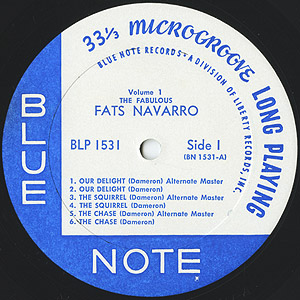 33⅓ MICROGROOVE LONG PLAYING
BLUE NOTE RECORDS • A DIVISION OF LIBERTY RECORDS, INC.
Volume 1
THE FABULOUS
FATS NAVARRO
BLP 1531 Side 1
(BN 1531-A)
1. OUR DELIGHT (Dameron) Alternate Master
2. OUR DELIGHT (Dameron)
3. THE SQUIRREL (Dameron) Alternate Master
4. THE SQUIRREL (Dameron)
5. THE CHASE (Dameron) Alternate Master
6. THE CHASE (Dameron)
BLUE
NOTE